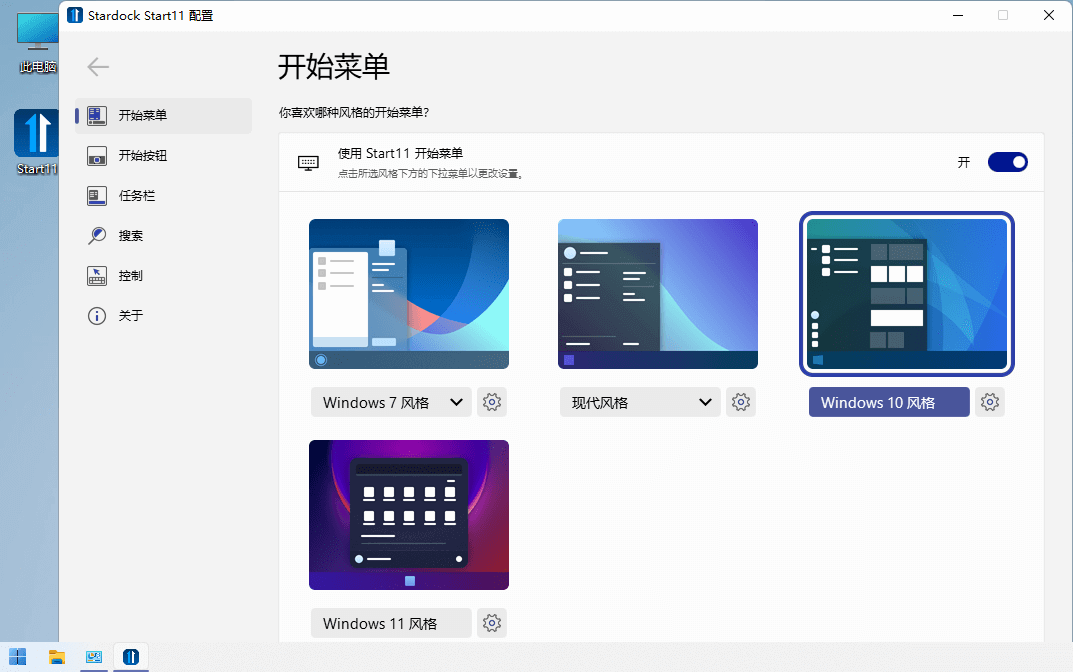 Stardock Start11 配置
此电脑
Start11
开始菜单
开始按钮
任务栏
搜索
控制
关于
开始菜单
你喜欢哪种风格的开始菜单?
使用 Start11 开始菜单
点击所选风格下方的下拉菜单以更改设置。
开
Windows 7 风格
现代风格
Windows 10 风格
Windows 11 风格